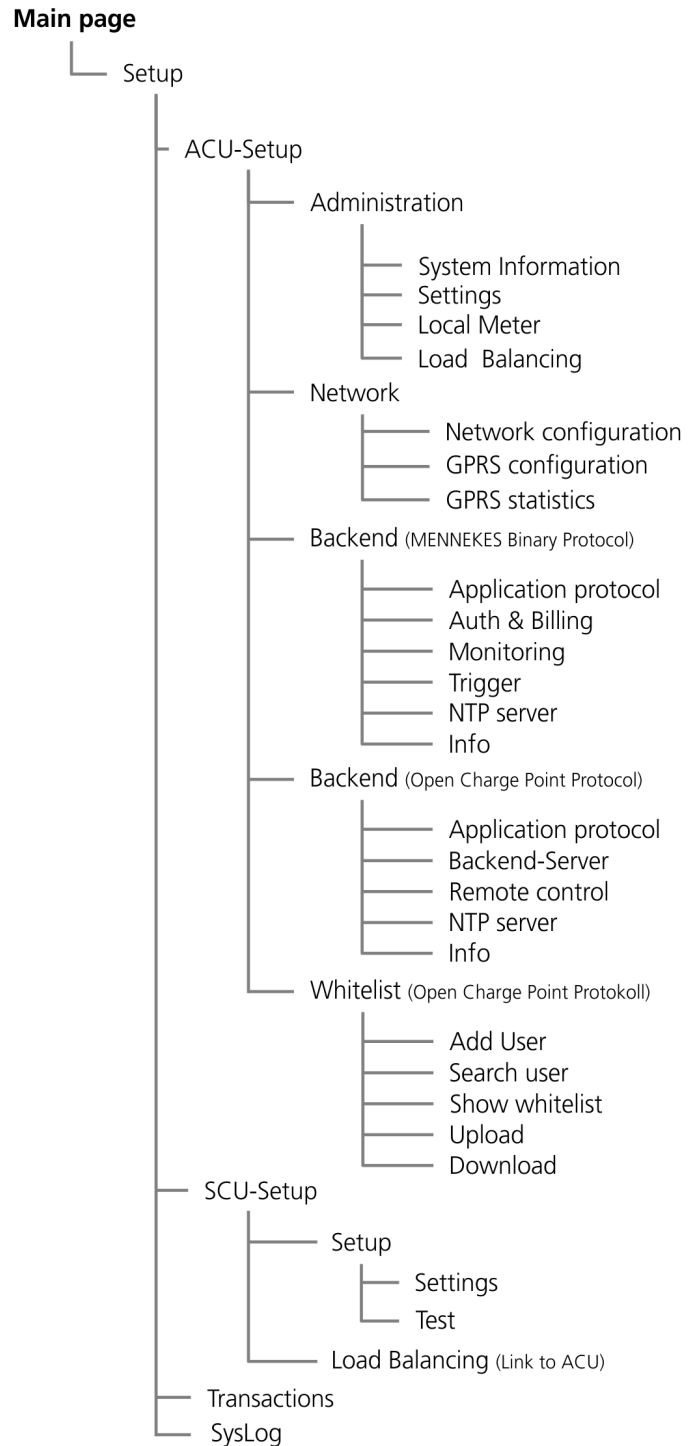 Main page
Setup
ACU-Setup
Administration
System Information
Settings
Local Meter
Load  Balancing
Network
Network configuration
GPRS configuration
GPRS statistics
Backend (MENNEKES Binary Protocol)
Application protocol
Auth & Billing
Monitoring
Trigger
NTP server
Info
Backend (Open Charge Point Protocol)
Application protocol
Backend-Server
Remote control
NTP server
Info
Whitelist (Open Charge Point Protokoll)
Add User
Search user
Show whitelist
Upload
Download
SCU-Setup
Setup
Settings
Test
Load Balancing (Link to ACU)
Transactions
SysLog